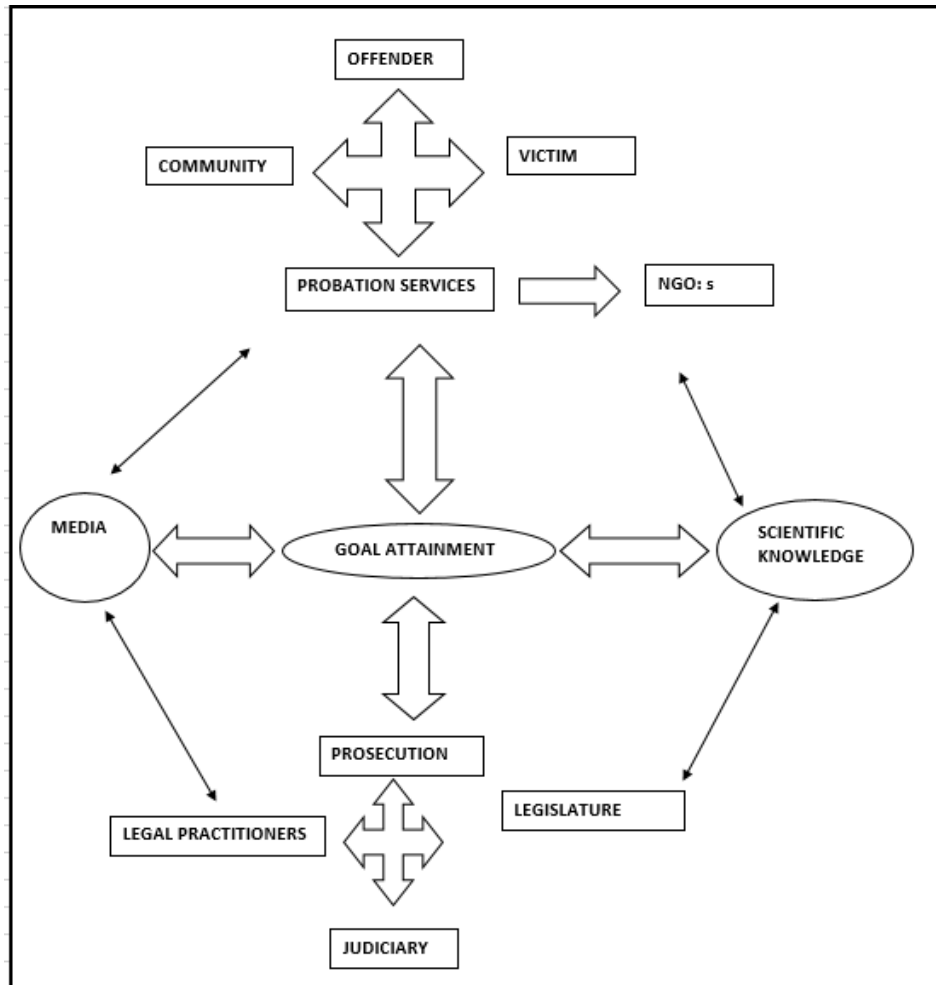 OFFENDER
COMMUNITY
VICTIM
PROBATION SERVICES
NGO: s
MEDIA
GOAL ATTAINMENT
SCIENTIFIC
KNOWLEDGE
PROSECUTION
LEGISLATURE
LEGAL PRACTITIONERS
JUDICIARY